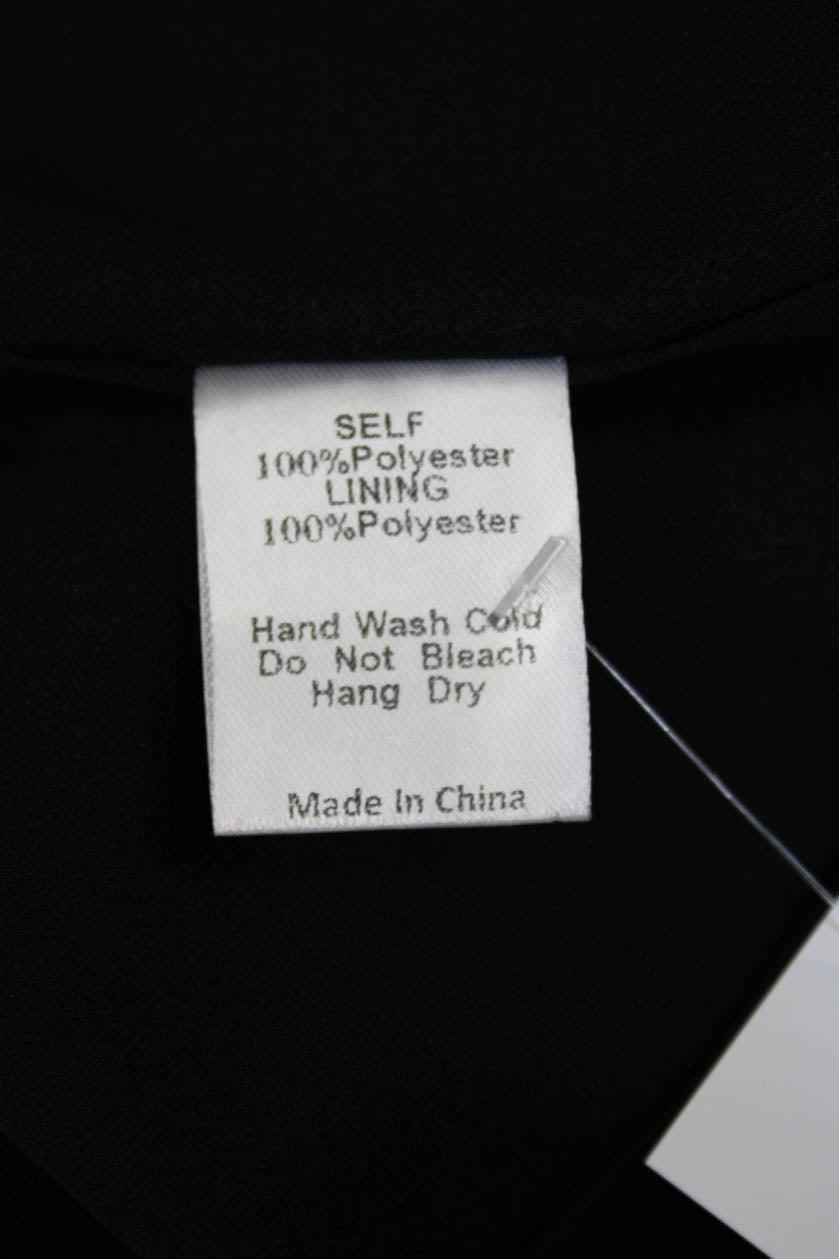 SELF
100%Polyester
LINING
100%Polyester
Hand Wash Cold
Do Not Bleach
Hang Dry
Made In China